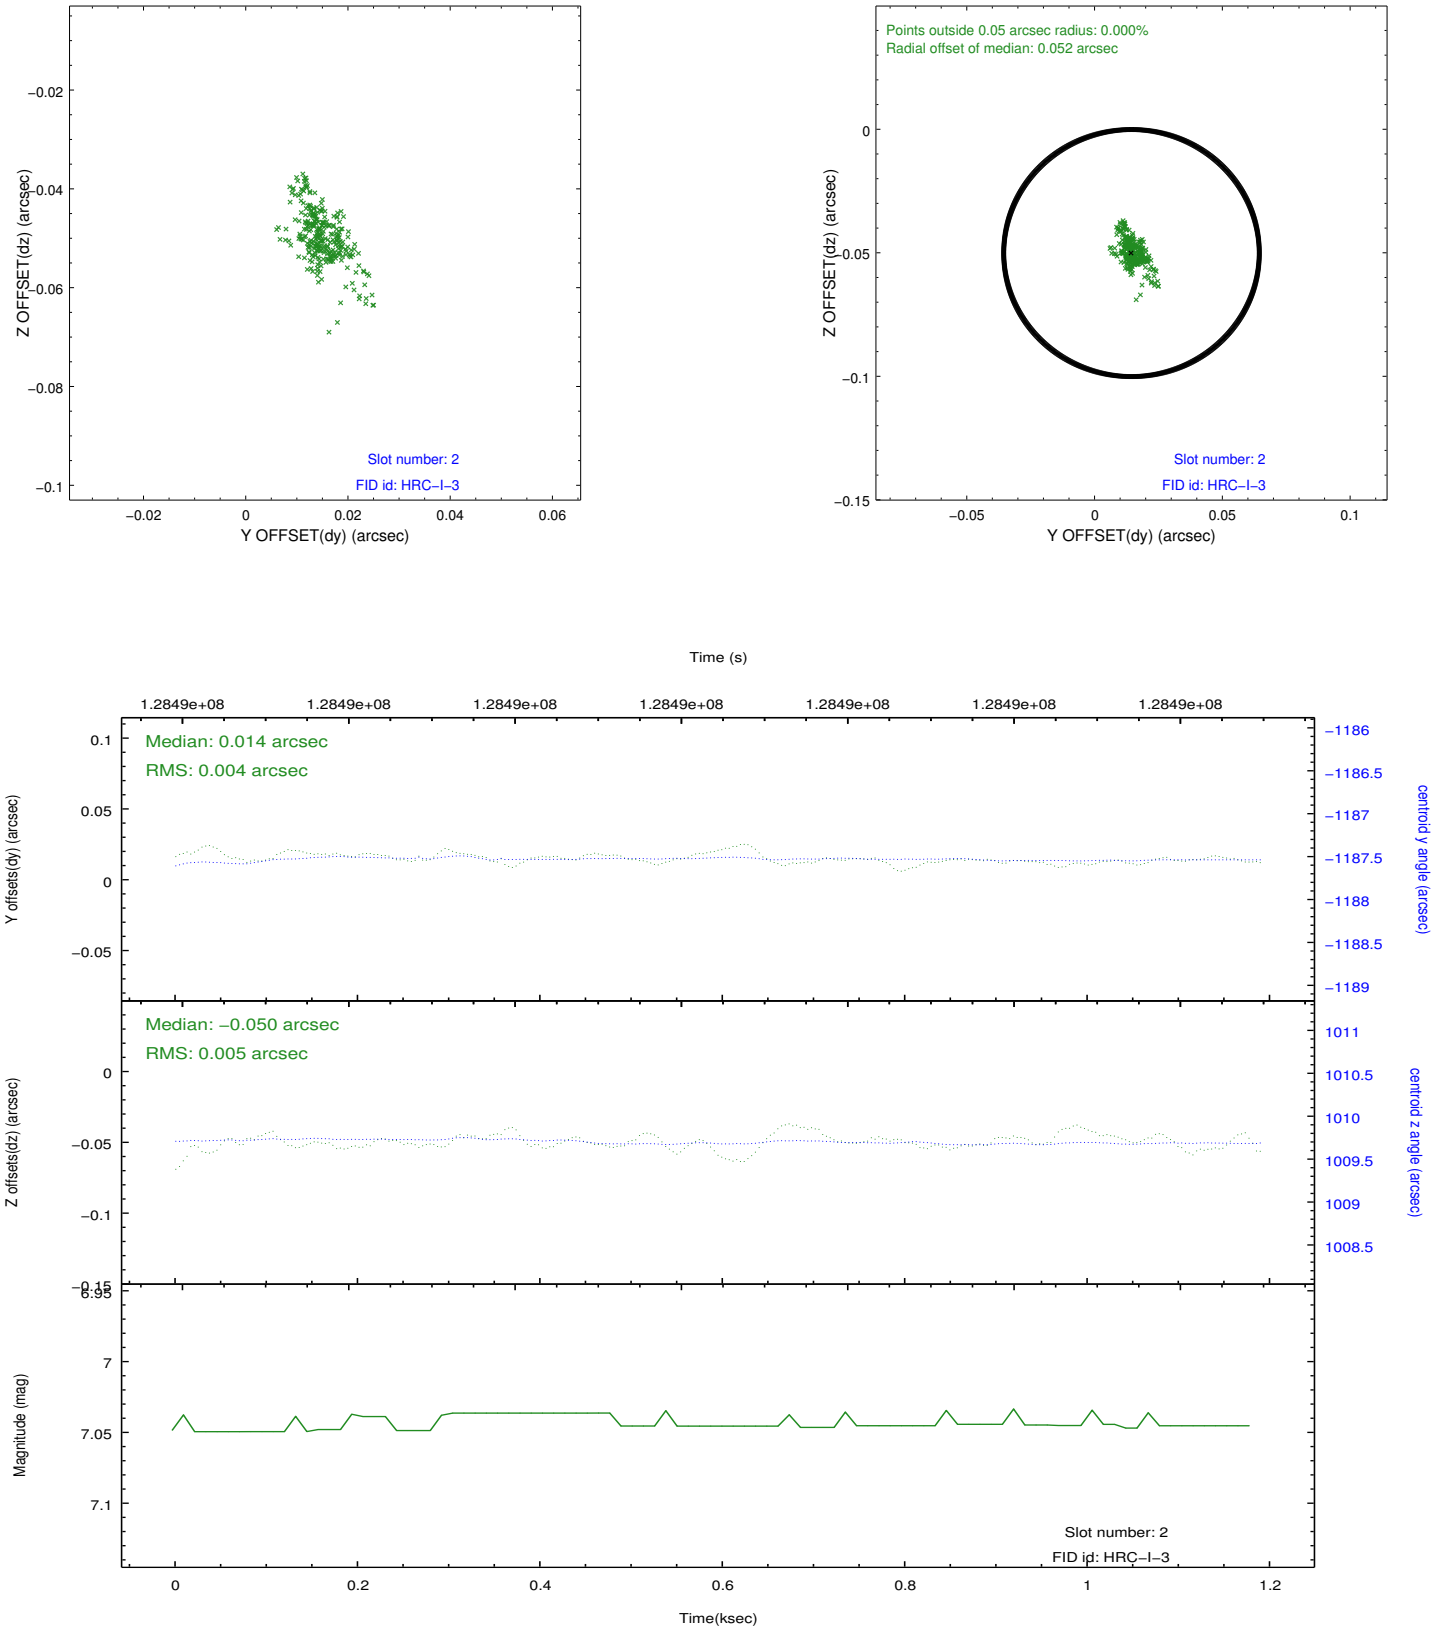 −0.02
−0.04
−0.06
−0.08
−0.1
Z OFFSET(dz) (arcsec)
Slot number: 2
FID id: HRC−I−3
−0.02
0
0.02
0.04
0.06
Y OFFSET(dy) (arcsec)
Points outside 0.05 arcsec radius: 0.000%
Radial offset of median: 0.052 arcsec
0
−0.05
−0.1
−0.15
Z OFFSET(dz) (arcsec)
Slot number: 2
FID id: HRC−I−3
−0.05
0
0.05
0.1
Y OFFSET(dy) (arcsec)
Time (s)
1.2849e+08
1.2849e+08
1.2849e+08
1.2849e+08
1.2849e+08
1.2849e+08
1.2849e+08
Median: 0.014 arcsec
RMS: 0.004 arcsec
0.1
0.05
0
−0.05
Y offsets(dy) (arcsec)
−1186
−1186.5
−1187
−1187.5
−1188
−1188.5
−1189
centroid y angle (arcsec)
Median: −0.050 arcsec
RMS: 0.005 arcsec
0
−0.05
−0.1
−0.15
Z offsets(dz) (arcsec)
1011
1010.5
1010
1009.5
1009
1008.5
centroid z angle (arcsec)
6.95
7
7.05
7.1
Magnitude (mag)
Slot number: 2
FID id: HRC−I−3
0
0.2
0.4
0.6
0.8
1
1.2
Time(ksec)